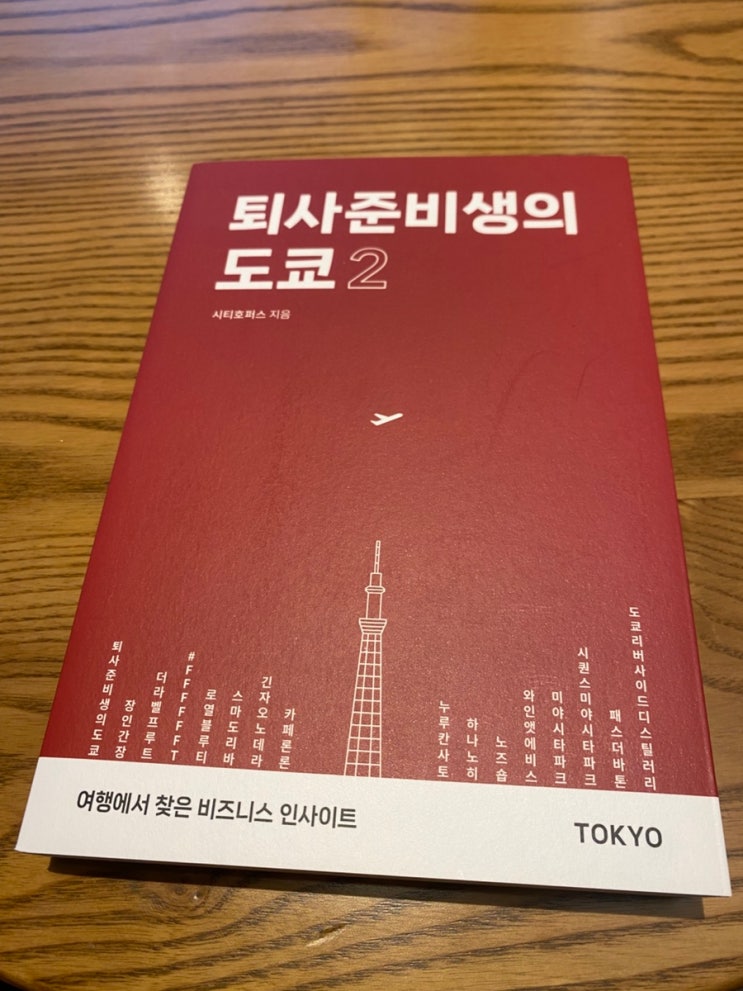 퇴사준비생의
도쿄 2
시티호퍼스 지음
퇴사준비생의도쿄
장인간장
더라벨프루트
#FFFFFFT
로열블루티
스마도리바
긴자오노데라
카페론론
누루칸사토
하나노히
노즈숍
와인앳에비스
미야시타파크
시퀀스미야시타파크
패스더바톤
도쿄리버사이드디스틸러리
여행에서 찾은 비즈니스 인사이트
TOKYO